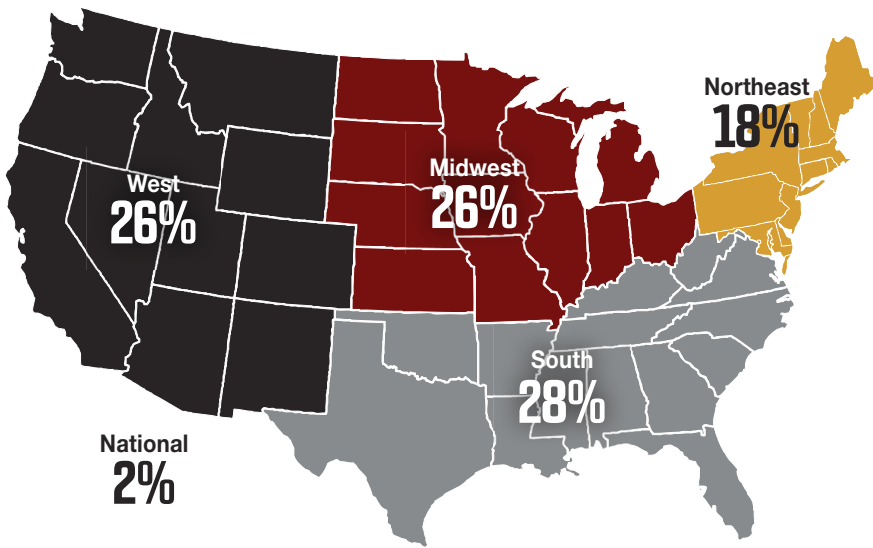 Northeast
18%
Midwest
26%
West
26%
South
28%
National
2%